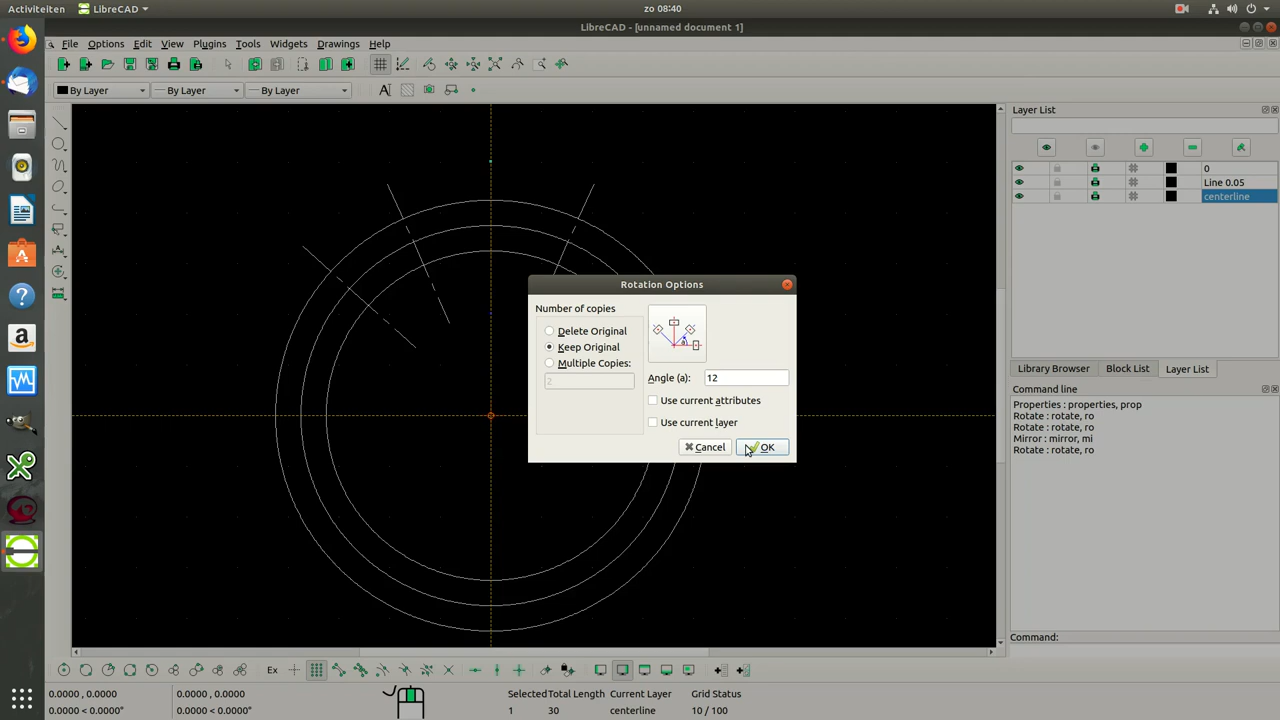 Activiteiten
LibreCAD
zo 08:40
LibreCAD - [unnamed document 1]
File Options Edit View Plugins Tools Widgets Drawings Help
By Layer By Layer By Layer
Layer List
0
Line 0.05
centerline
Rotation Options
Number of copies
Delete Original
Keep Original
Multiple Copies:
2
Angle (a): 12
Use current attributes
Use current layer
Cancel OK
Library Browser Block List Layer List
Command line
Properties : properties, prop
Rotate : rotate, ro
Rotate : rotate, ro
Mirror : mirror, mi
Rotate : rotate, ro
Command:
Ex
0.0000 , 0.0000 0.0000 , 0.0000 Selected Total Length Current Layer Grid Status
0.0000 < 0.0000° 0.0000 < 0.0000° 1 30 centerline 10 / 100